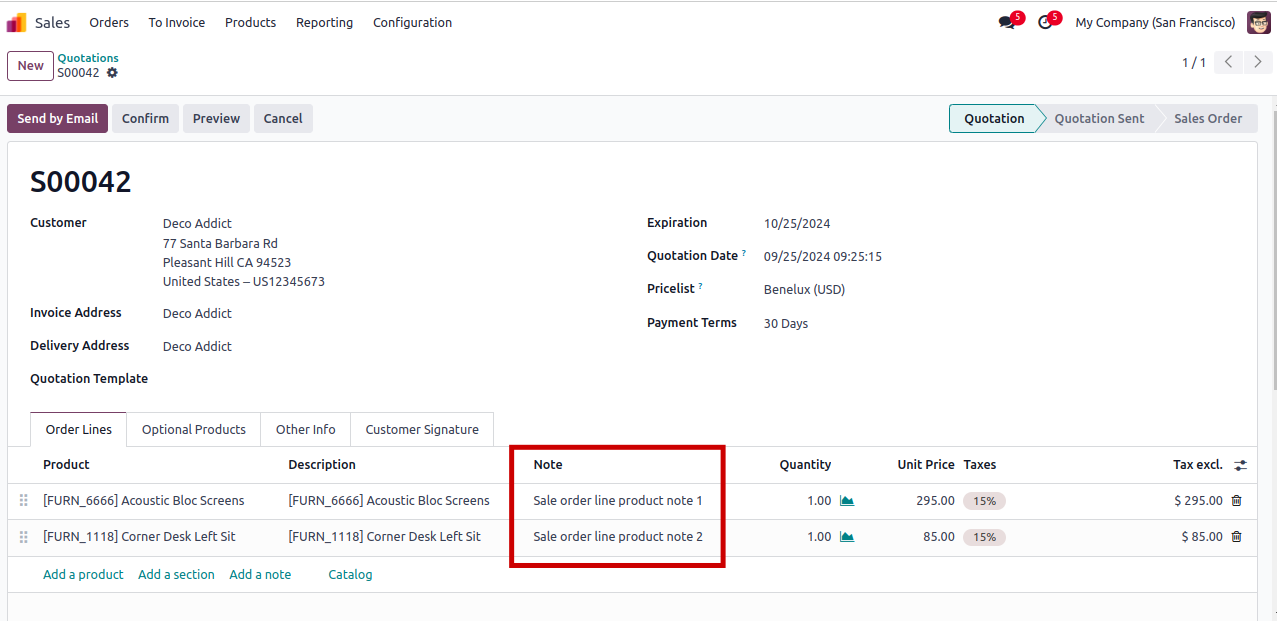 Sales Orders To Invoice Products Reporting Configuration 5 5 My Company (San Francisco)
New Quotations
S00042
1 / 1
Send by Email Confirm Preview Cancel Quotation Quotation Sent Sales Order
S00042
Customer Deco Addict
77 Santa Barbara Rd
Pleasant Hill CA 94523
United States – US12345673
Invoice Address Deco Addict
Delivery Address Deco Addict
Quotation Template
Expiration 10/25/2024
Quotation Date ? 09/25/2024 09:25:15
Pricelist ? Benelux (USD)
Payment Terms 30 Days
Order Lines Optional Products Other Info Customer Signature
Product Description Note Quantity Unit Price Taxes Tax excl.
[FURN_6666] Acoustic Bloc Screens [FURN_6666] Acoustic Bloc Screens Sale order line product note 1 1.00 295.00 15% $ 295.00
[FURN_1118] Corner Desk Left Sit [FURN_1118] Corner Desk Left Sit Sale order line product note 2 1.00 85.00 15% $ 85.00
Add a product Add a section Add a note Catalog